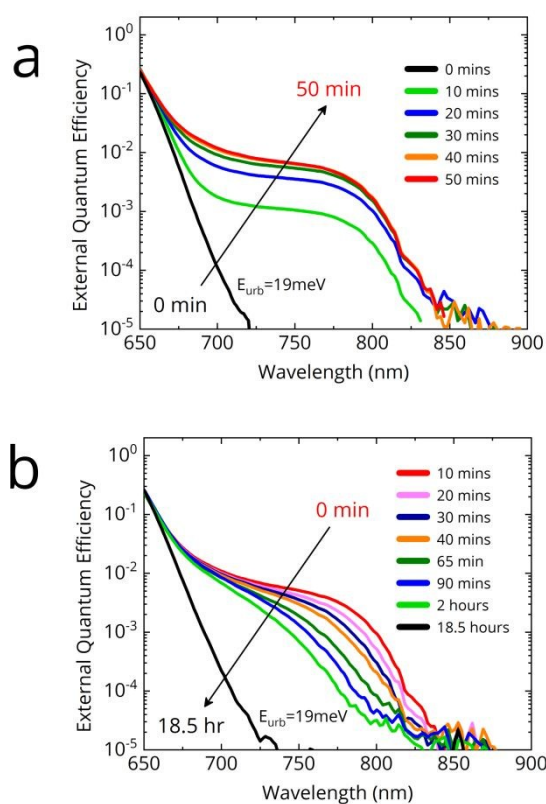 a
External Quantum Efficiency
10^0
10^-1
10^-2
10^-3
10^-4
10^-5
50 min
0 min
E_urb=19meV
0 mins
10 mins
20 mins
30 mins
40 mins
50 mins
650 700 750 800 850 900
Wavelength (nm)
b
External Quantum Efficiency
10^0
10^-1
10^-2
10^-3
10^-4
10^-5
0 min
18.5 hr
E_urb=19meV
10 mins
20 mins
30 mins
40 mins
65 min
90 mins
2 hours
18.5 hours
650 700 750 800 850 900
Wavelength (nm)